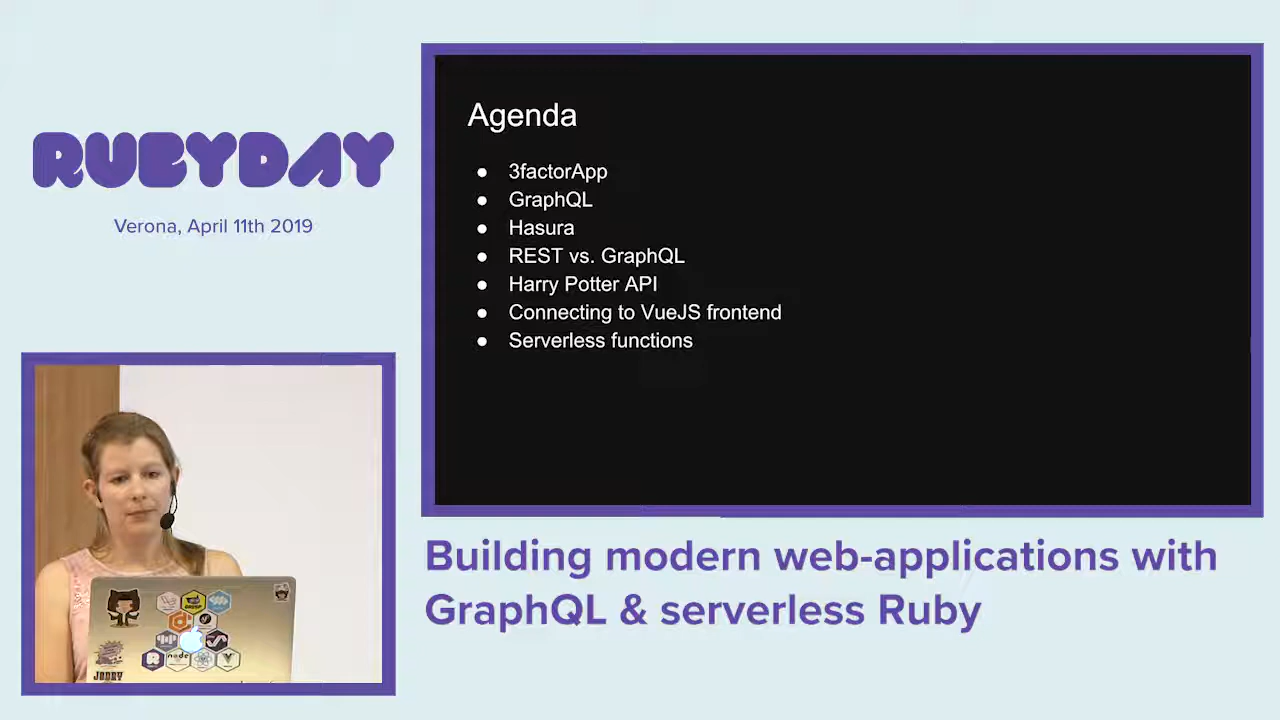 RUBYDAY
Verona, April 11th 2019
Agenda
● 3factorApp
● GraphQL
● Hasura
● REST vs. GraphQL
● Harry Potter API
● Connecting to VueJS frontend
● Serverless functions
Building modern web-applications with
GraphQL & serverless Ruby
node